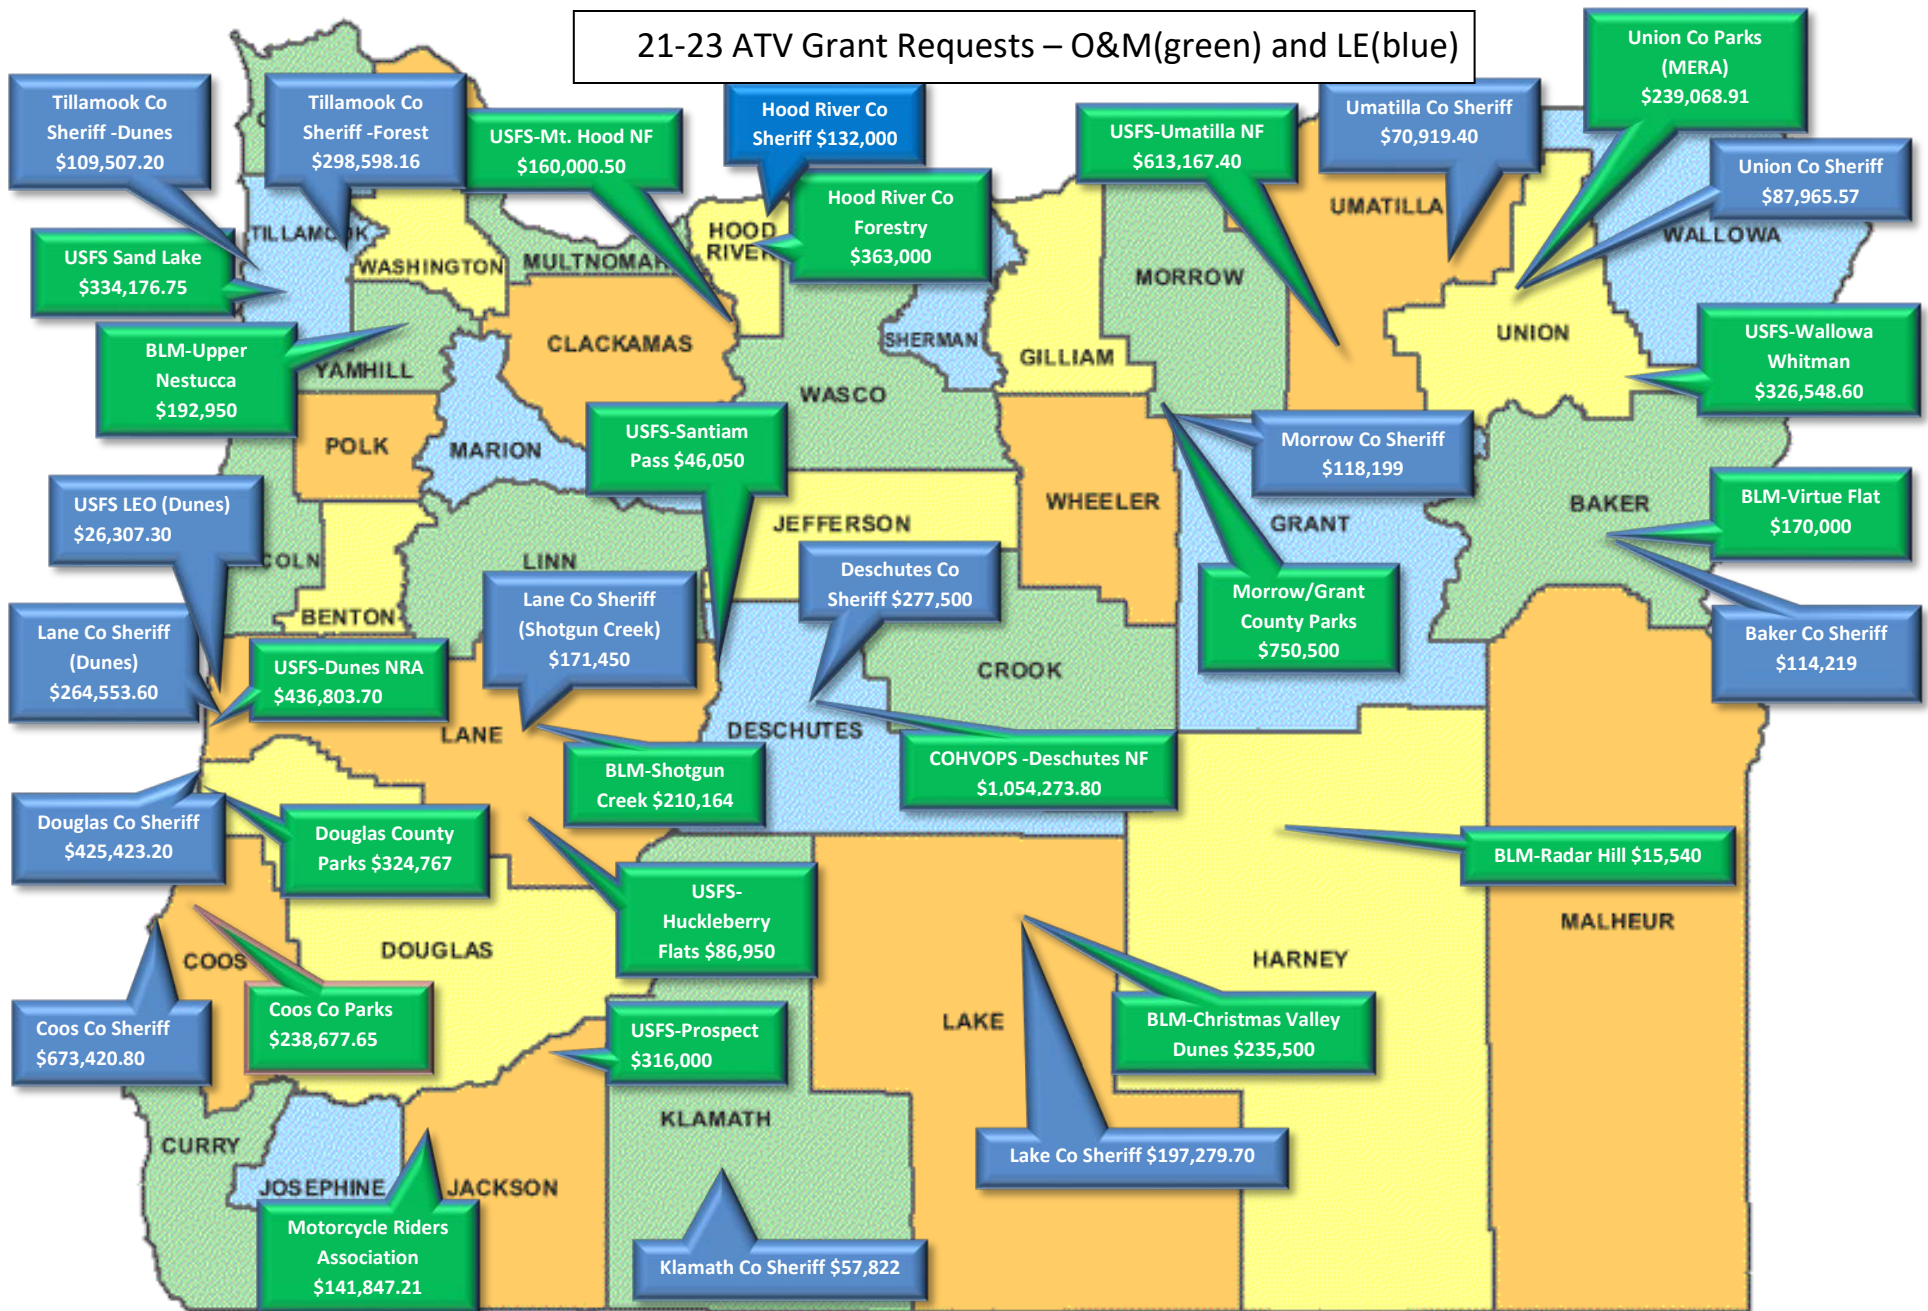 21-23 ATV Grant Requests – O&M(green) and LE(blue)
Tillamook Co
Sheriff -Dunes
$109,507.20
Tillamook Co
Sheriff -Forest
$298,598.16
USFS-Mt. Hood NF
$160,000.50
Hood River Co
Sheriff $132,000
Hood River Co
Forestry
$363,000
USFS-Umatilla NF
$613,167.40
Umatilla Co Sheriff
$70,919.40
Union Co Parks
(MERA)
$239,068.91
Union Co Sheriff
$87,965.57
USFS Sand Lake
$334,176.75
TILLAMOOK
WASHINGTON
MULTNOMAH
HOOD
RIVER
MORROW
UMATILLA
WALLOWA
BLM-Upper
Nestucca
$192,950
YAMHILL
CLACKAMAS
SHERMAN
GILLIAM
UNION
USFS-Wallowa
Whitman
$326,548.60
WASCO
POLK
MARION
USFS-Santiam
Pass $46,050
Morrow Co Sheriff
$118,199
USFS LEO (Dunes)
$26,307.30
COLN
LINN
JEFFERSON
WHEELER
GRANT
BAKER
BLM-Virtue Flat
$170,000
BENTON
Lane Co Sheriff
(Shotgun Creek)
$171,450
Deschutes Co
Sheriff $277,500
Morrow/Grant
County Parks
$750,500
Baker Co Sheriff
$114,219
Lane Co Sheriff
(Dunes)
$264,553.60
USFS-Dunes NRA
$436,803.70
CROOK
LANE
DESCHUTES
BLM-Shotgun
Creek $210,164
COHVOPS -Deschutes NF
$1,054,273.80
Douglas Co Sheriff
$425,423.20
Douglas County
Parks $324,767
BLM-Radar Hill $15,540
USFS-
Huckleberry
Flats $86,950
MALHEUR
DOUGLAS
COOS
HARNEY
Coos Co Sheriff
$673,420.80
Coos Co Parks
$238,677.65
USFS-Prospect
$316,000
LAKE
BLM-Christmas Valley
Dunes $235,500
KLAMATH
CURRY
JOSEPHINE
JACKSON
Lake Co Sheriff $197,279.70
Motorcycle Riders
Association
$141,847.21
Klamath Co Sheriff $57,822